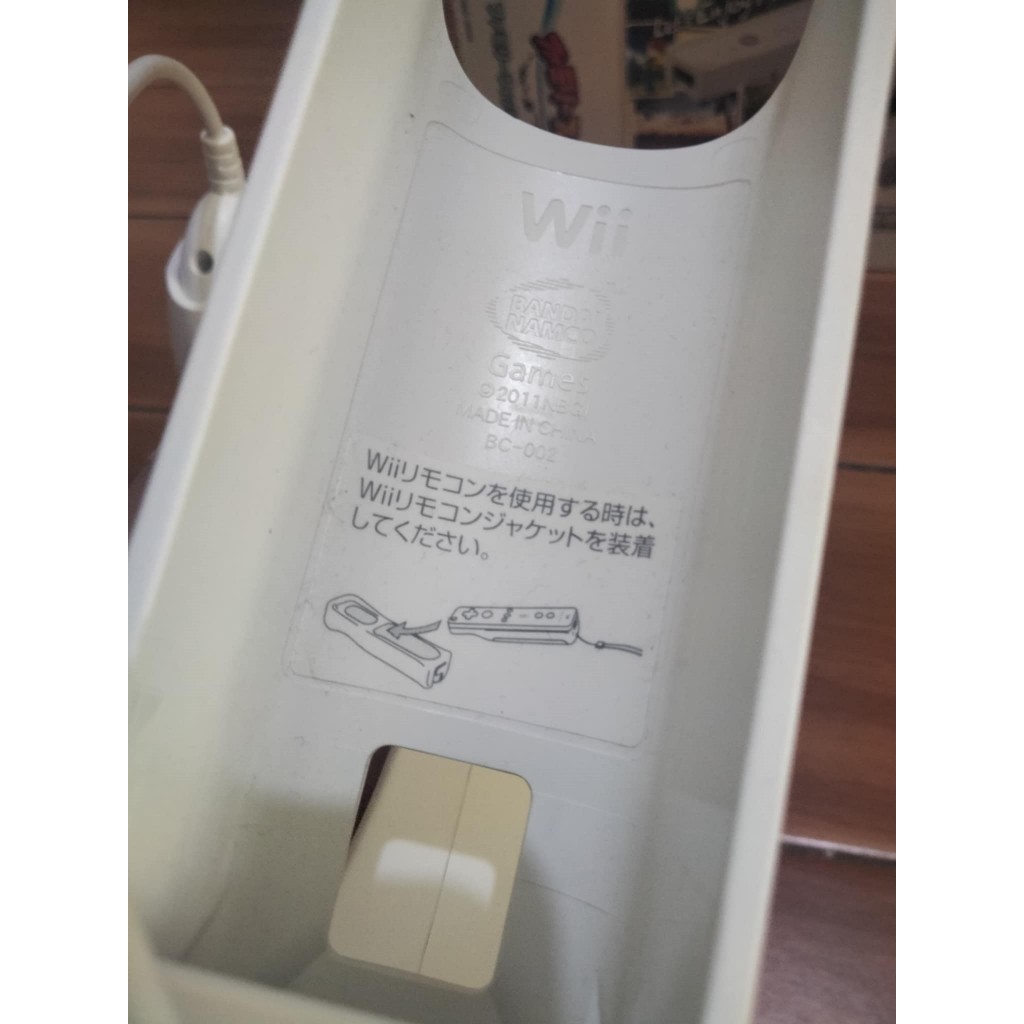 Wii
BANDAI
NAMCO
Games
©2011 NBGI
MADE IN CHINA
BC-002
Wiiリモコンを使用する時は、
Wiiリモコンジャケットを装着
してください。